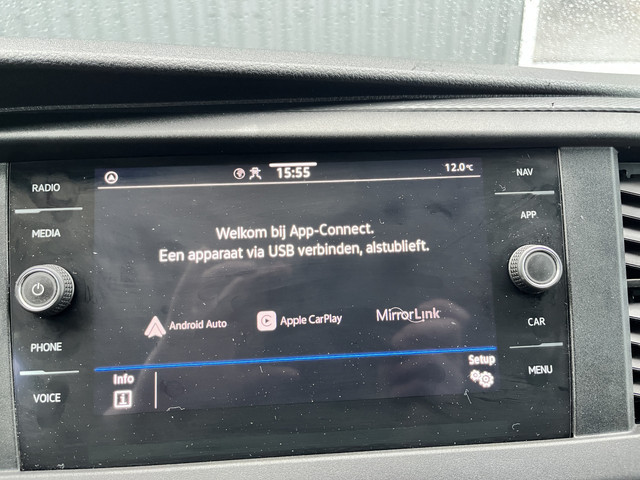 15:55
12.0°C
RADIO
MEDIA
PHONE
VOICE
NAV
APP
CAR
MENU
Welkom bij App-Connect.
Een apparaat via USB verbinden, alstublieft.
Android Auto
Apple CarPlay
MirrorLink
Info
Setup